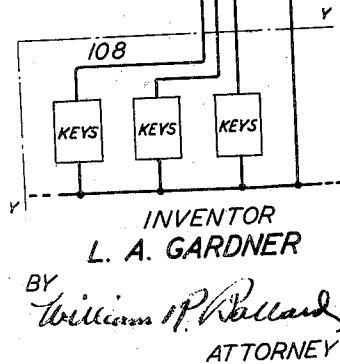 Y
108
KEYS KEYS KEYS
Y
INVENTOR
L. A. GARDNER
BY
William R. Ballard
ATTORNEY